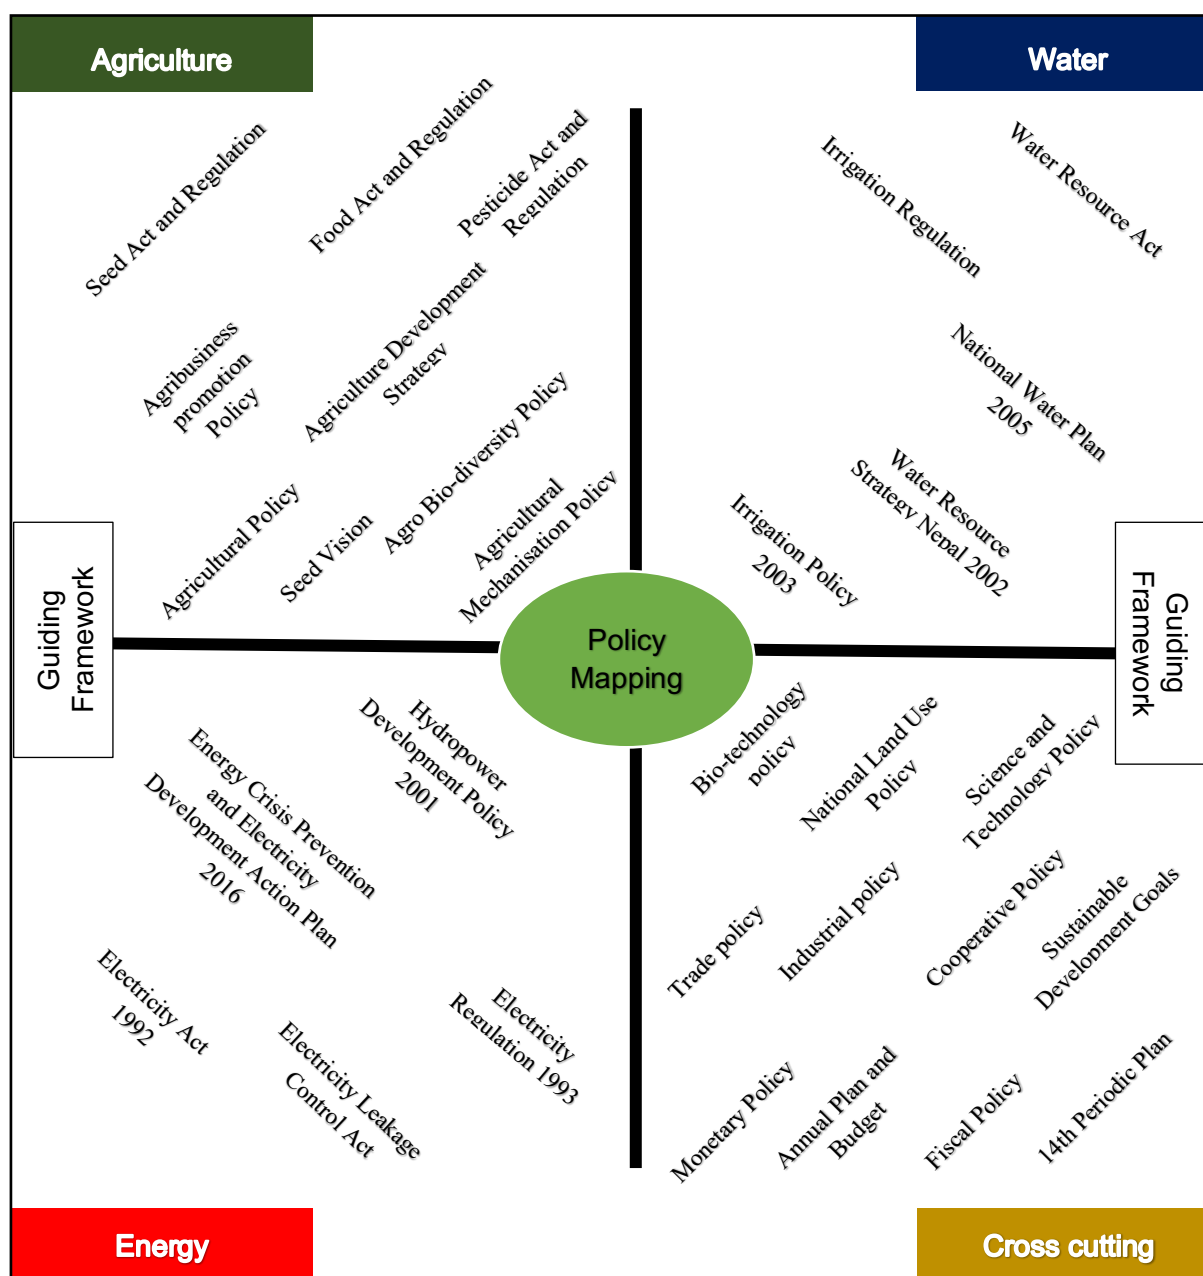 Agriculture
Water
Seed Act and Regulation
Food Act and Regulation
Pesticide Act and
Regulation
Agribusiness
promotion
Policy
Agriculture Development
Strategy
Agricultural Policy
Seed Vision
Agro Bio-diversity Policy
Agricultural
Mechanisation Policy
Irrigation Regulation
Water Resource Act
National Water Plan
2005
Water Resource
Strategy Nepal 2002
Irrigation Policy
2003
Guiding
Framework
Policy
Mapping
Guiding
Framework
Hydropower
Development Policy
2001
Energy Crisis Prevention
and Electricity
Development Action Plan
2016
Electricity Act
1992
Electricity Leakage
Control Act
Electricity
Regulation 1993
Bio-technology
policy
National Land Use
Policy
Science and
Technology Policy
Trade policy
Industrial policy
Cooperative Policy
Sustainable
Development Goals
Monetary Policy
Annual Plan and
Budget
Fiscal Policy
14th Periodic Plan
Energy
Cross cutting